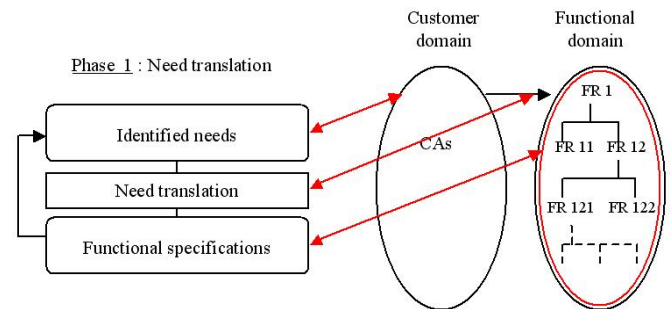 Customer
domain
Functional
domain
Phase 1 : Need translation
FR 1
Identified needs
CAs
FR 11 FR 12
Need translation
FR 121 FR 122
Functional specifications